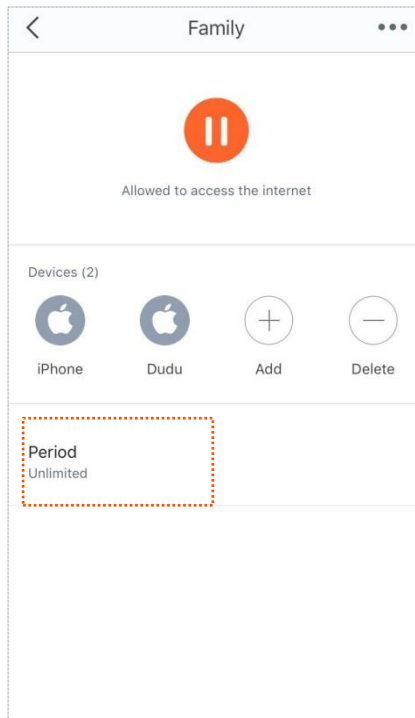 Family
Allowed to access the internet
Devices (2)
iPhone Dudu Add Delete
Period
Unlimited